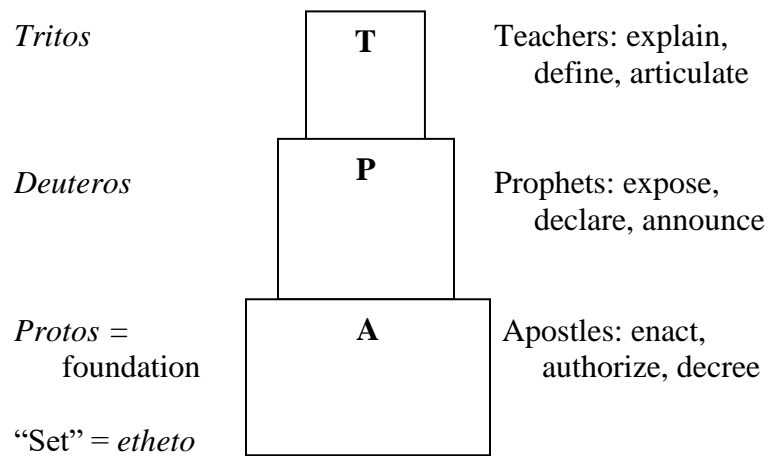 Tritos T Teachers: explain,
define, articulate
Deuteros P Prophets: expose,
declare, announce
Protos = A Apostles: enact,
foundation authorize, decree
“Set” = etheto